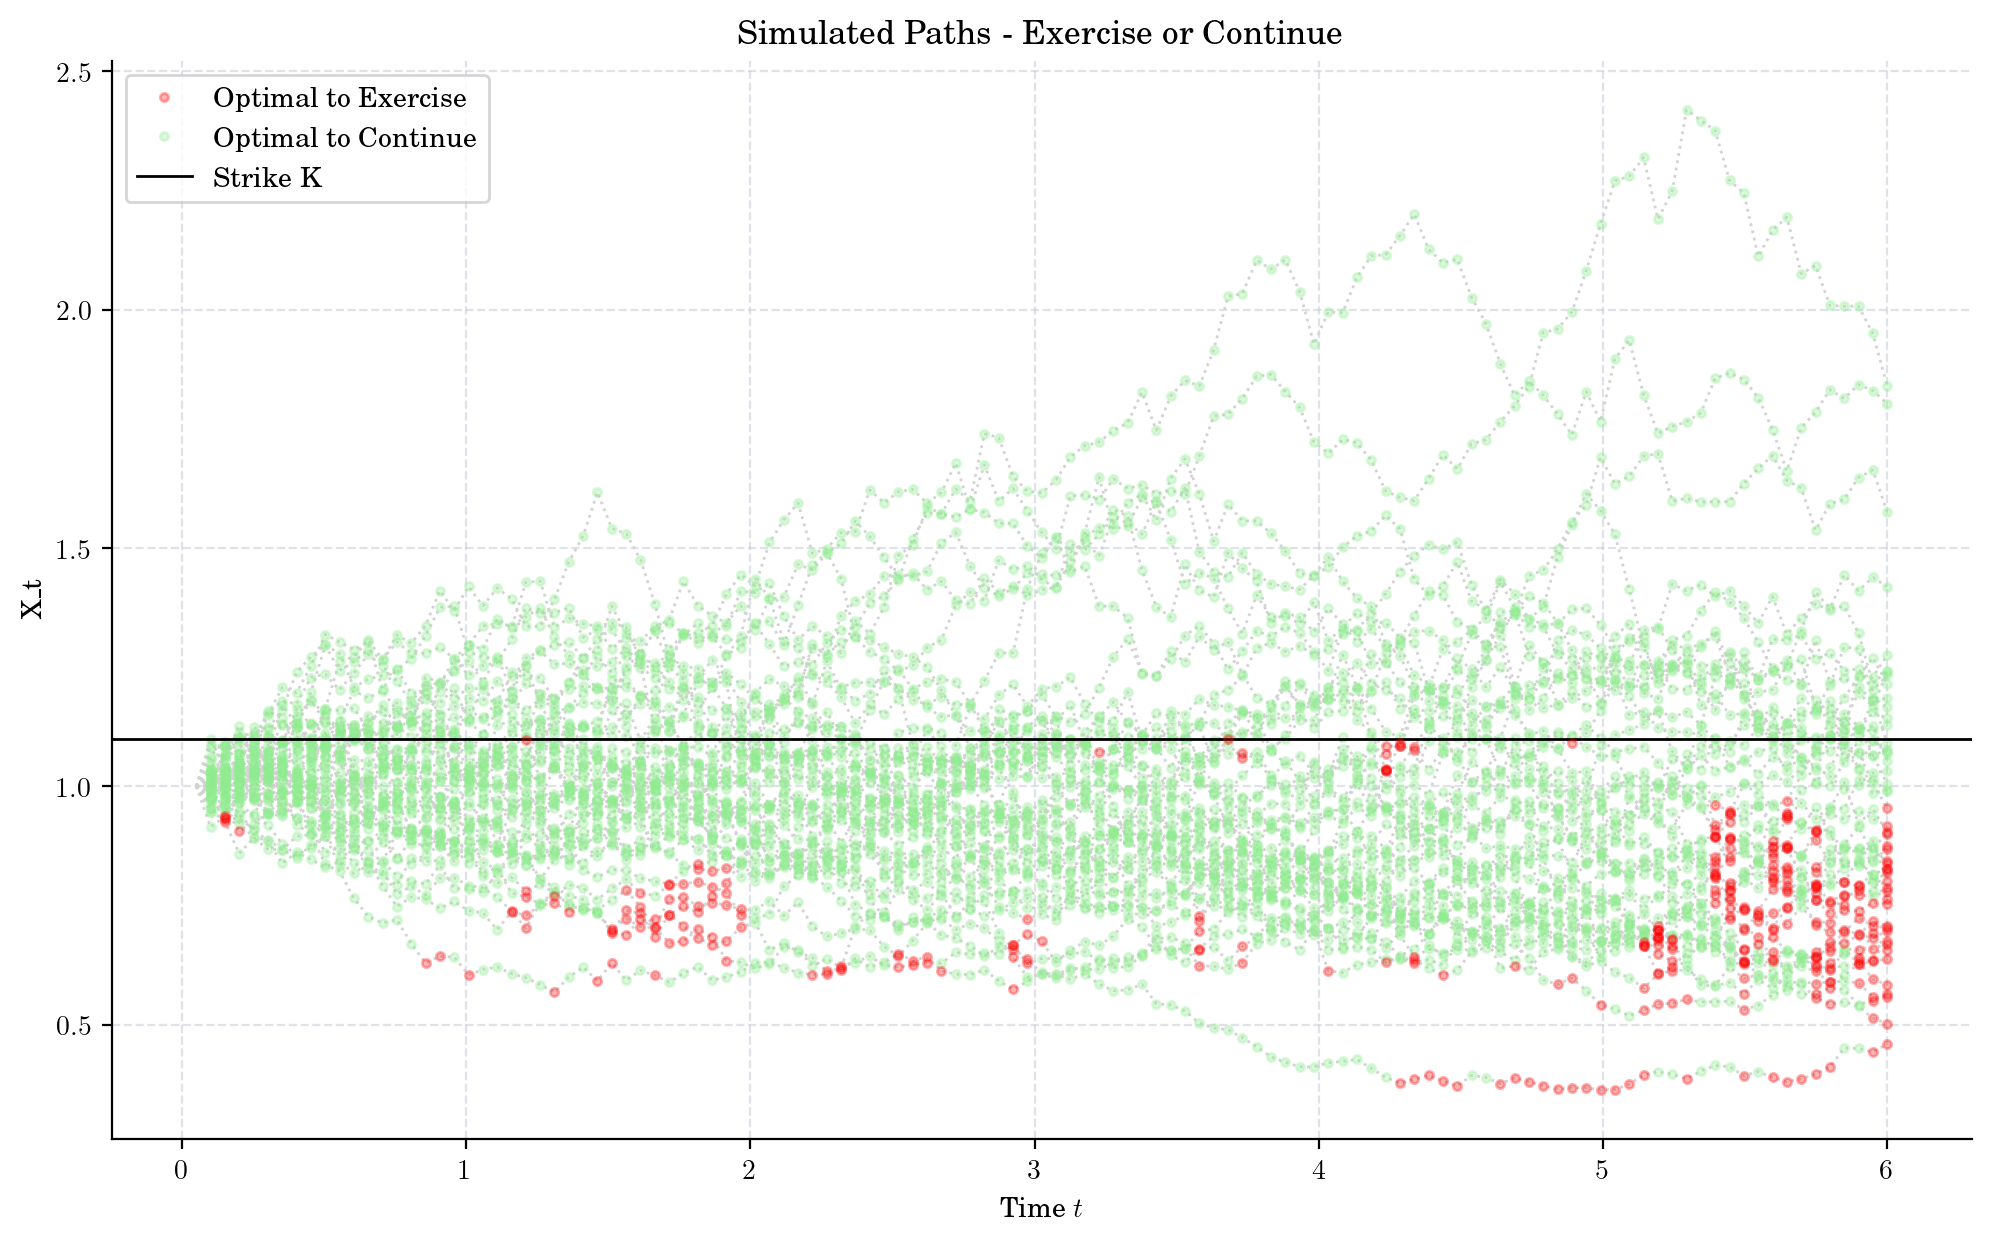 Simulated Paths - Exercise or Continue
Optimal to Exercise
Optimal to Continue
Strike K
2.5
2.0
1.5
1.0
0.5
X_t
0 1 2 3 4 5 6
Time t